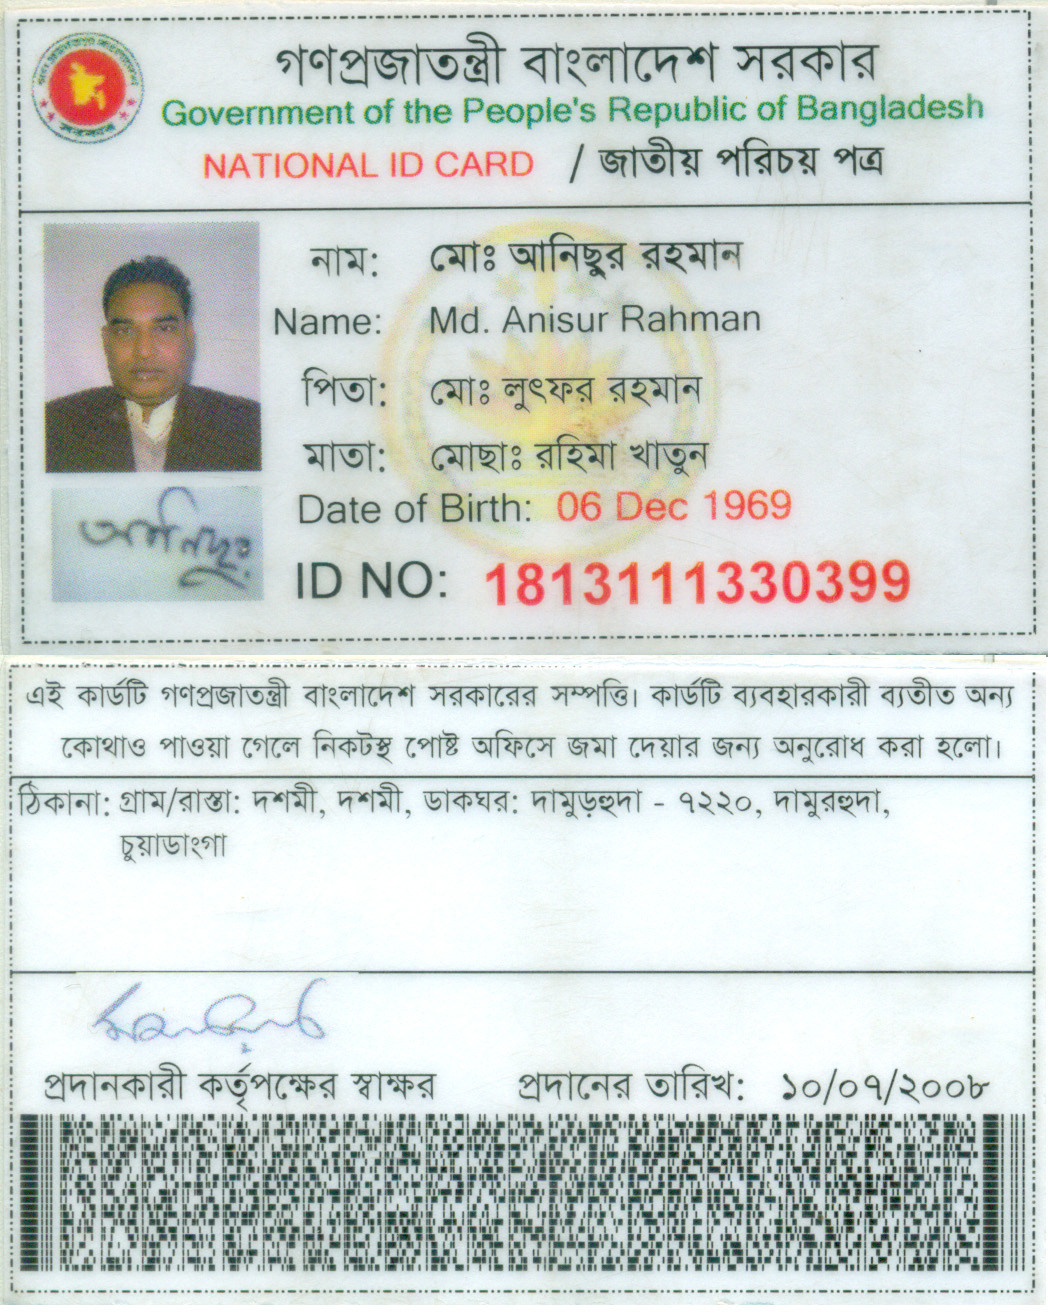 গণপ্রজাতন্ত্রী বাংলাদেশ সরকার
Government of the People's Republic of Bangladesh
NATIONAL ID CARD / জাতীয় পরিচয় পত্র
নাম: মোঃ আনিছুর রহমান
Name: Md. Anisur Rahman
পিতা: মোঃ লুৎফর রহমান
মাতা: মোছাঃ রহিমা খাতুন
Date of Birth: 06 Dec 1969
আনিছুর
ID NO: 1813111330399
এই কার্ডটি গণপ্রজাতন্ত্রী বাংলাদেশ সরকারের সম্পত্তি। কার্ডটি ব্যবহারকারী ব্যতীত অন্য
কোথাও পাওয়া গেলে নিকটস্থ পোষ্ট অফিসে জমা দেয়ার জন্য অনুরোধ করা হলো।
ঠিকানা: গ্রাম/রাস্তা: দশমী, দশমী, ডাকঘর: দামুড়হুদা - ৭২২০, দামুরহুদা,
চুয়াডাংগা
প্রদানকারী কর্তৃপক্ষের স্বাক্ষর প্রদানের তারিখ: ১০/০৭/২০০৮